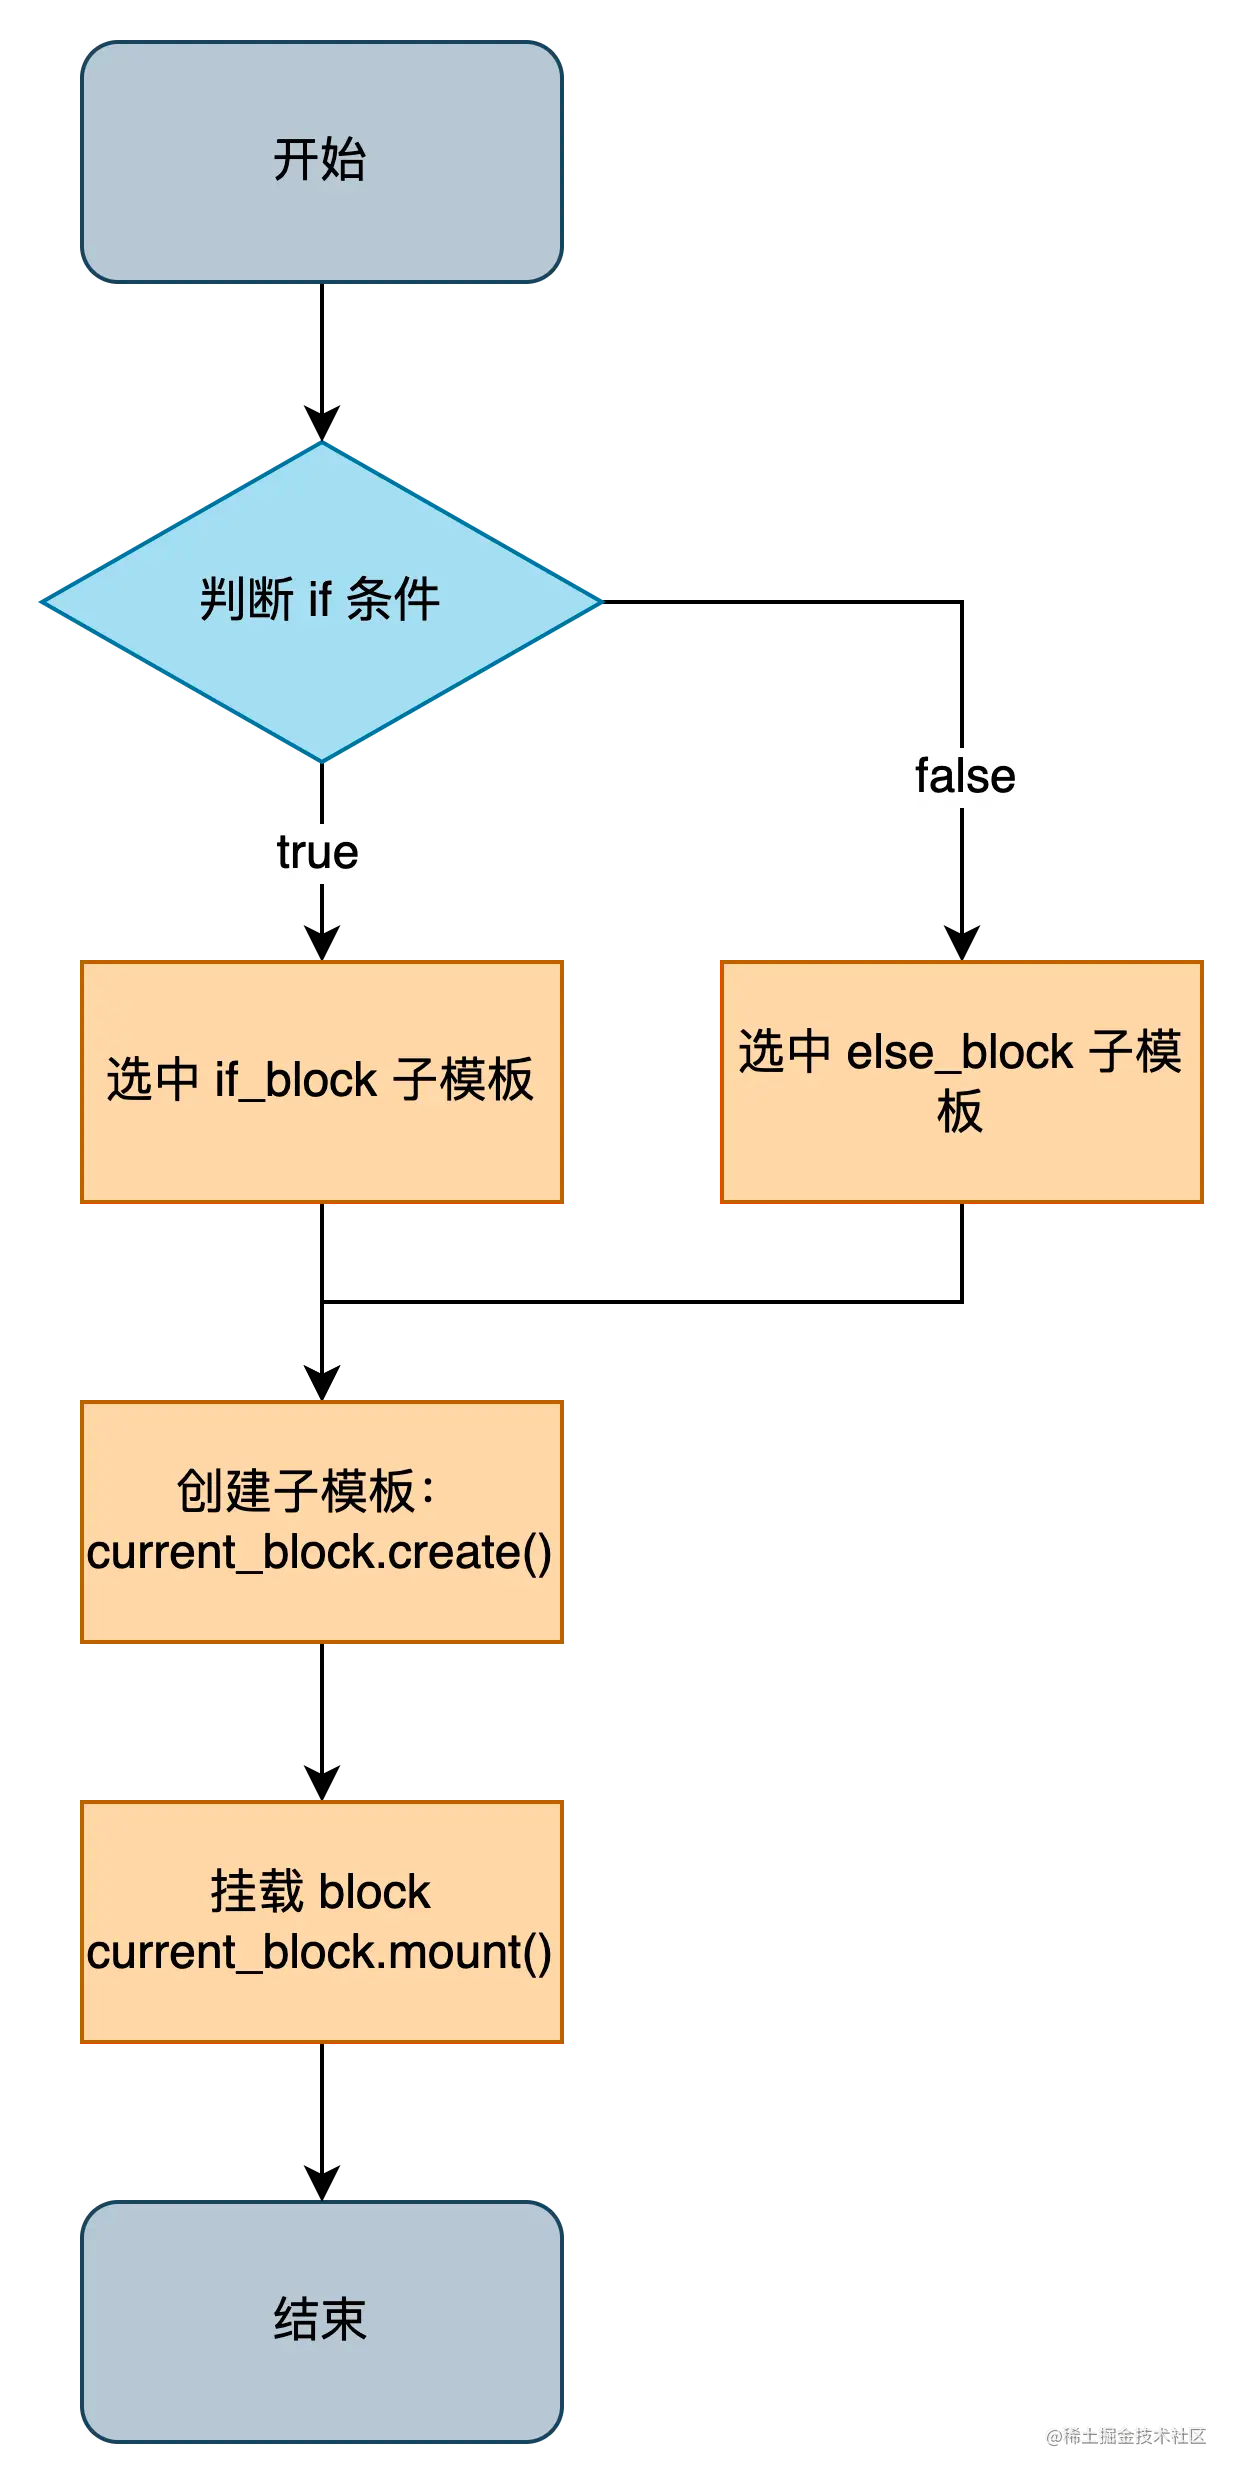 开始
判断 if 条件
false
true
选中 if_block 子模板
选中 else_block 子模
板
创建子模板：
current_block.create()
挂载 block
current_block.mount()
结束
@稀土掘金技术社区